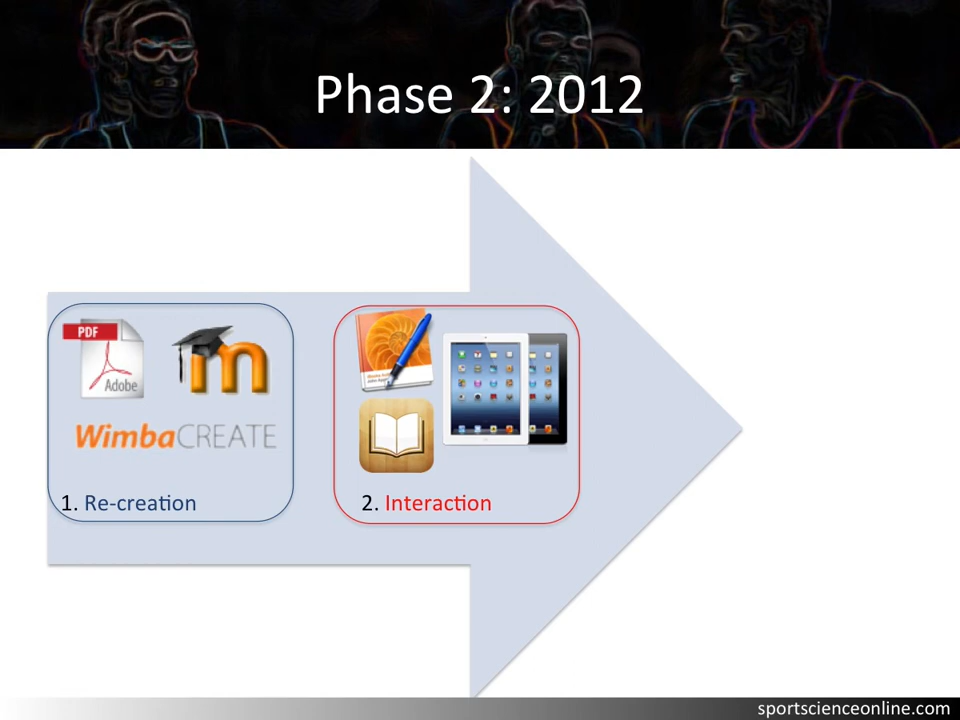 Phase 2: 2012
PDF
Adobe
m
WimbaCREATE
1. Re-creation
2. Interaction
sportscienceonline.com